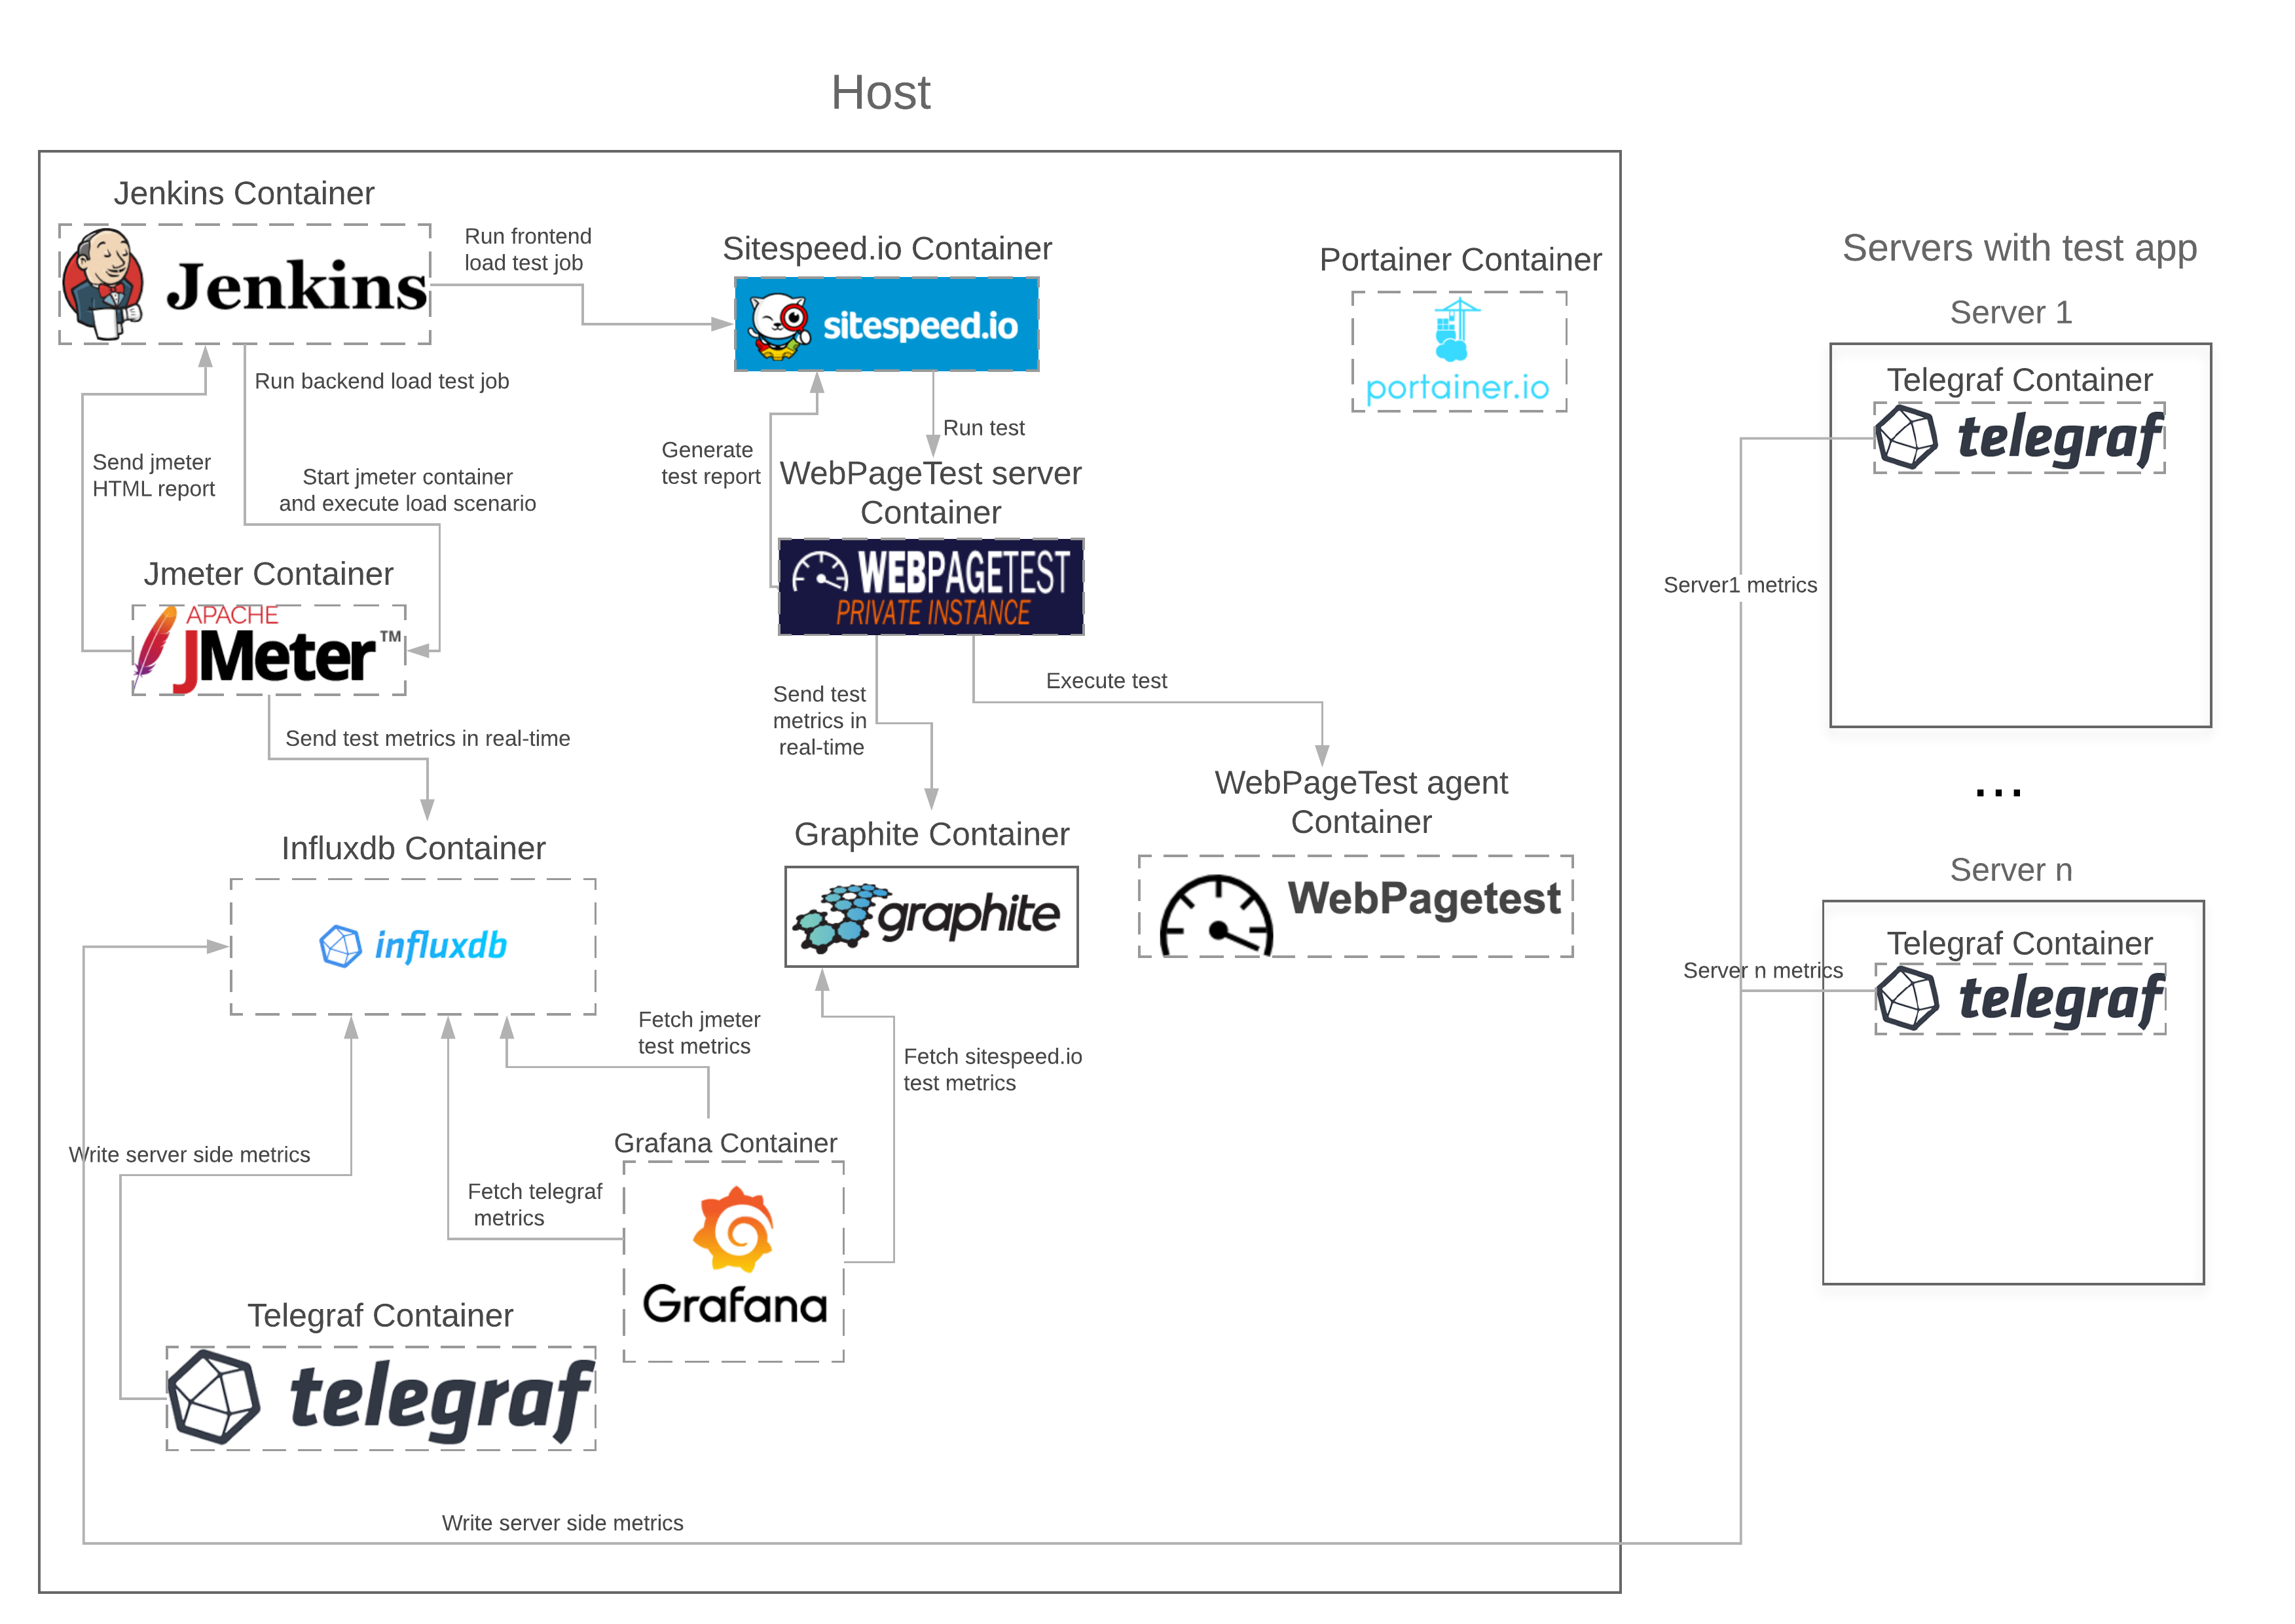 Host
Jenkins Container
Jenkins
Run frontend
load test job
Sitespeed.io Container
sitespeed.io
Portainer Container
portainer.io
Run backend load test job
Send jmeter
HTML report
Start jmeter container
and execute load scenario
Generate
test report
Run test
WebPageTest server
Container
WEBPAGETEST
PRIVATE INSTANCE
Jmeter Container
APACHE
JMeter™
Send test metrics in real-time
Send test
metrics in
real-time
Execute test
WebPageTest agent
Container
WebPagetest
Influxdb Container
influxdb
Graphite Container
graphite
Fetch jmeter
test metrics
Fetch sitespeed.io
test metrics
Write server side metrics
Fetch telegraf
metrics
Grafana Container
Grafana
Telegraf Container
telegraf
Write server side metrics
Servers with test app
Server 1
Telegraf Container
telegraf
Server1 metrics
...
Server n
Telegraf Container
telegraf
Server n metrics